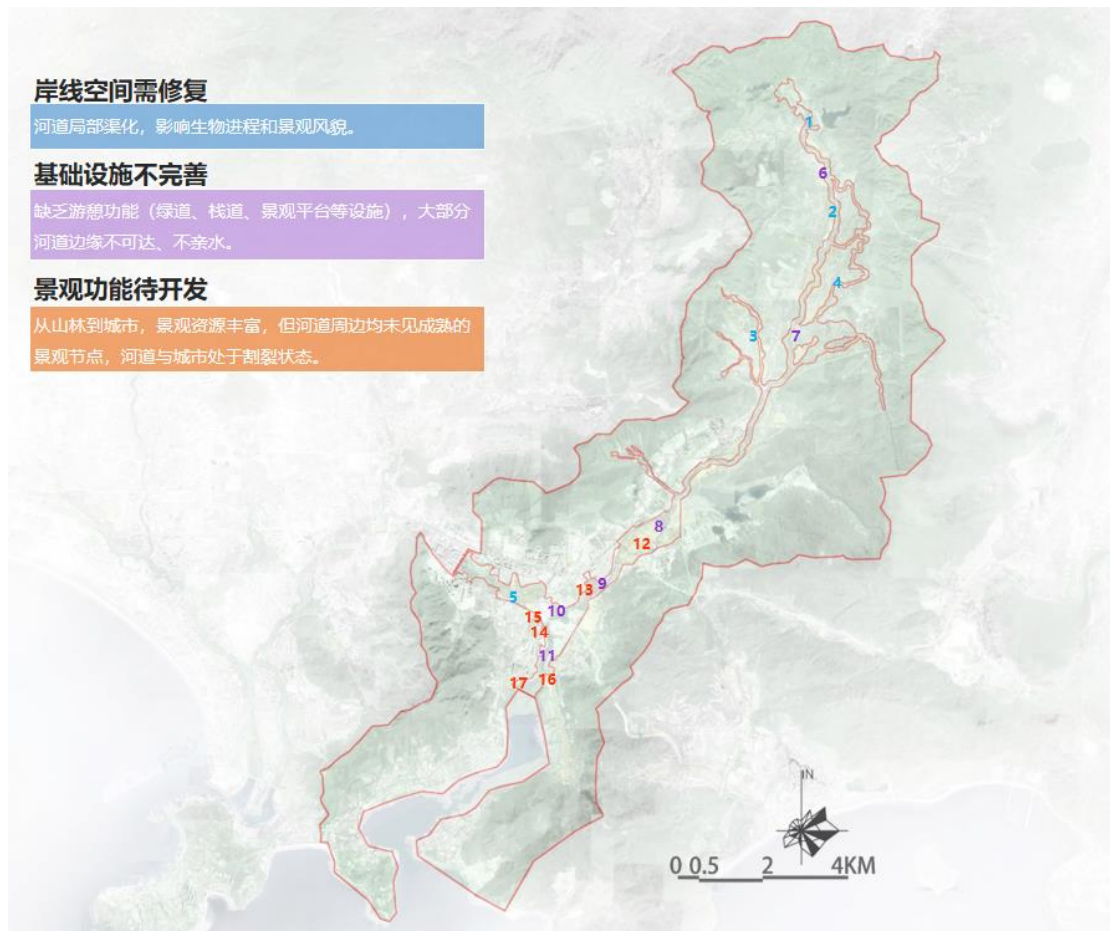 岸线空间需修复
河道局部渠化，影响生物进程和景观风貌。
基础设施不完善
缺乏游憩功能（绿道、栈道、景观平台等设施），大部分
河道边缘不可达、不亲水。
景观功能待开发
从山林到城市，景观资源丰富，但河道周边均未见成熟的
景观节点，河道与城市处于割裂状态。
1
6
2
4
3
7
8
12
13
9
5
10
15
14
11
17
16
N
0 0.5 2 4KM